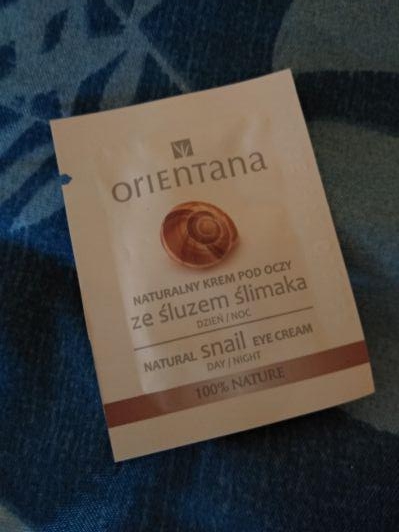 orIEnTana
NATURALNY KREM POD OCZY
ze śluzem ślimaka
DZIEŃ / NOC
NATURAL snail EYE CREAM
DAY / NIGHT
100% NATURE